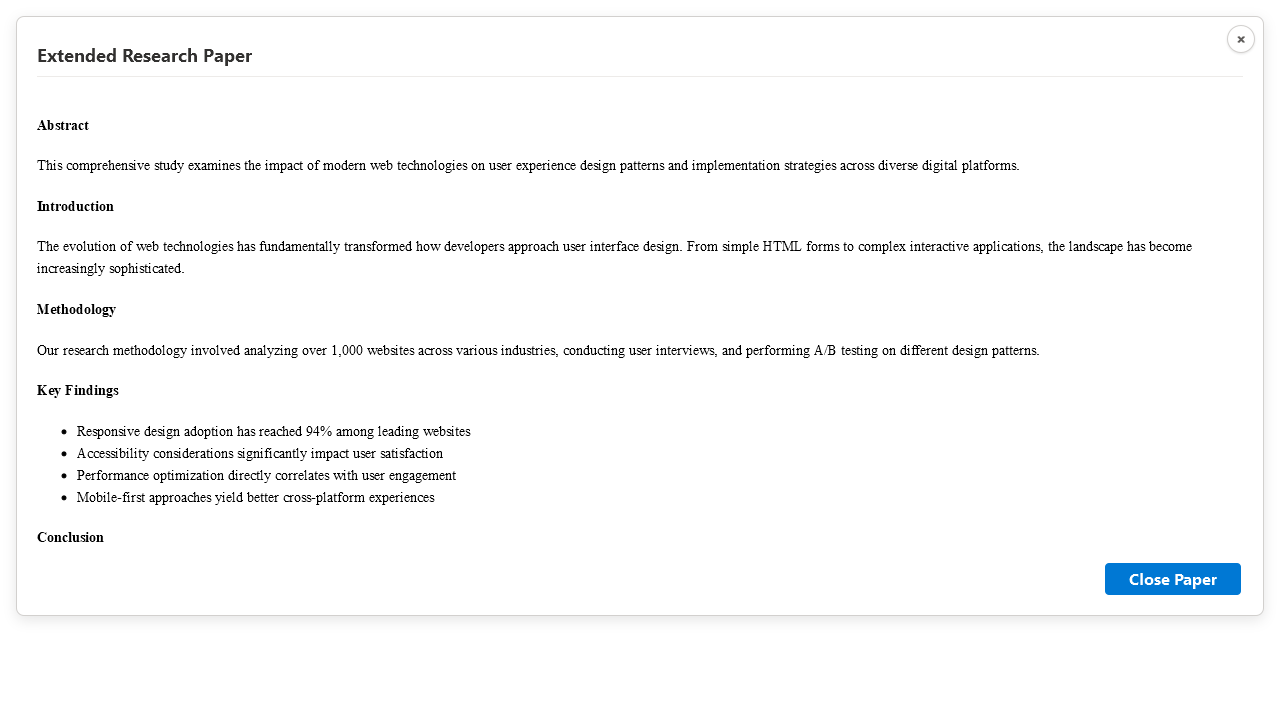 Extended Research Paper
×
Abstract
This comprehensive study examines the impact of modern web technologies on user experience design patterns and implementation strategies across diverse digital platforms.
Introduction
The evolution of web technologies has fundamentally transformed how developers approach user interface design. From simple HTML forms to complex interactive applications, the landscape has become
increasingly sophisticated.
Methodology
Our research methodology involved analyzing over 1,000 websites across various industries, conducting user interviews, and performing A/B testing on different design patterns.
Key Findings
• Responsive design adoption has reached 94% among leading websites
• Accessibility considerations significantly impact user satisfaction
• Performance optimization directly correlates with user engagement
• Mobile-first approaches yield better cross-platform experiences
Conclusion
Close Paper